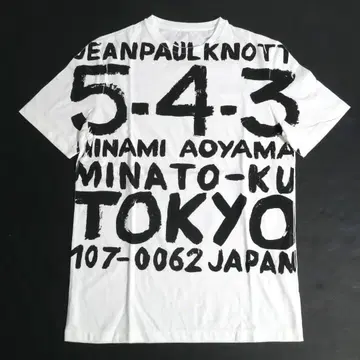 JEANPAULKNOTT
5-4-3
MINAMI AOYAMA
MINATO-KU
TOKYO
107-0062 JAPAN